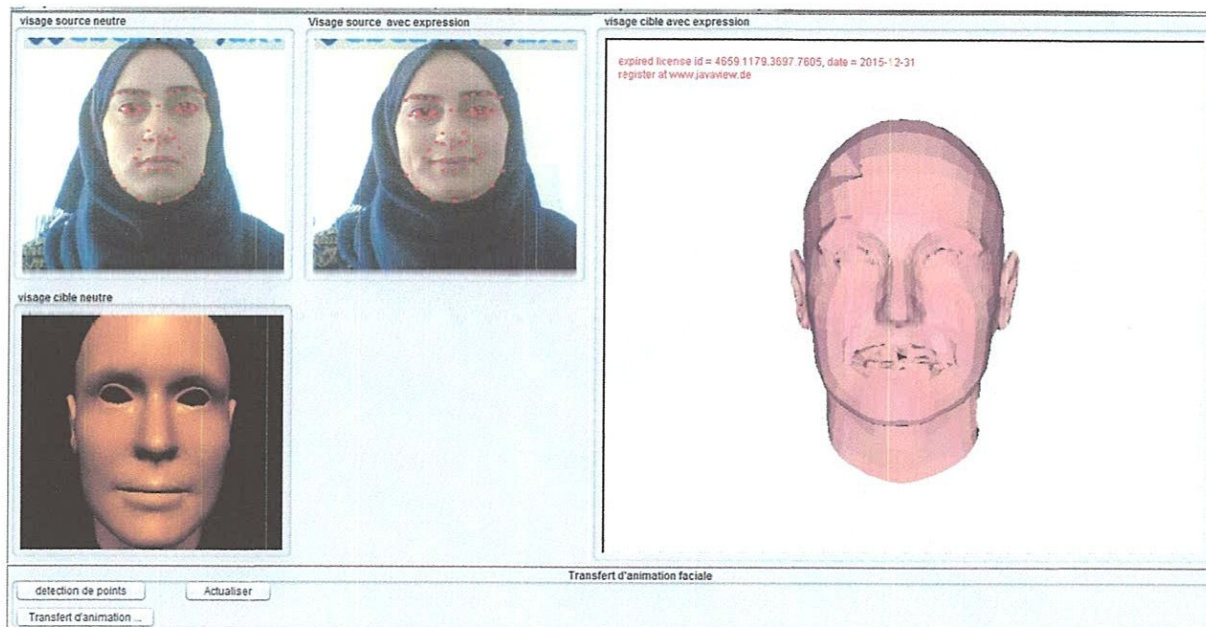 visage source neutre
Visage source avec expression
visage cible avec expression
expired license id = 4659.1179.3697.7605, date = 2015-12-31
register at www.javaview.de
visage cible neutre
Transfert d'animation faciale
detection de points
Actualiser
Transfert d'animation ...